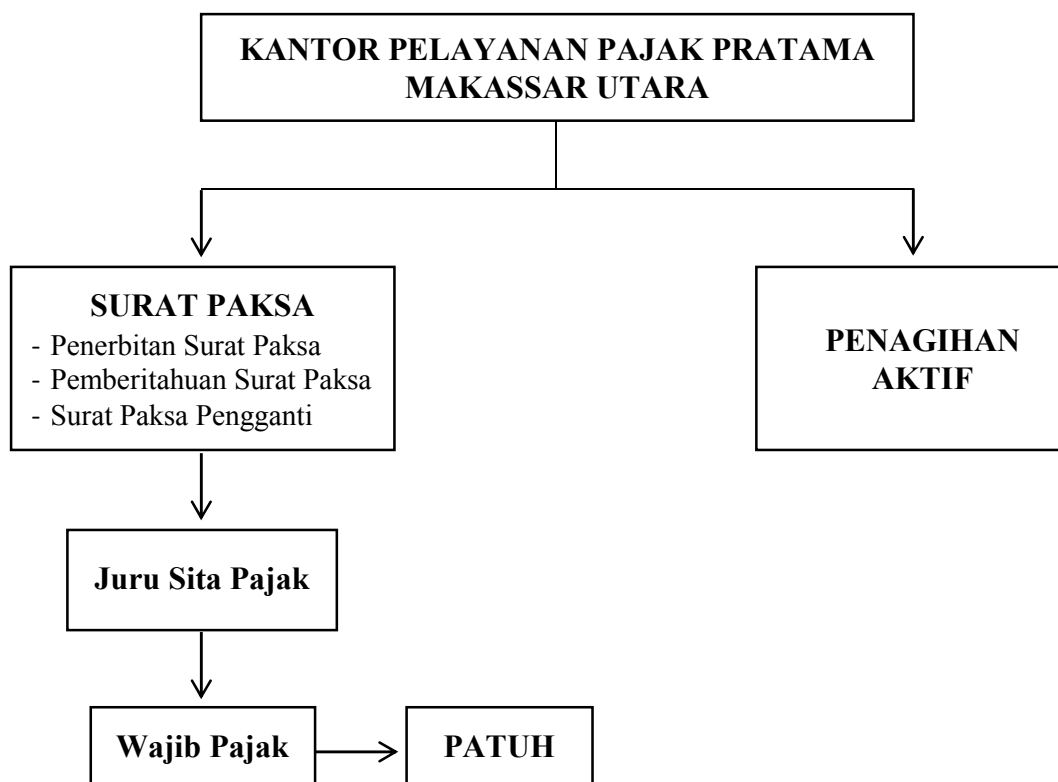 KANTOR PELAYANAN PAJAK PRATAMA
MAKASSAR UTARA
SURAT PAKSA
- Penerbitan Surat Paksa
- Pemberitahuan Surat Paksa
- Surat Paksa Pengganti
PENAGIHAN
AKTIF
Juru Sita Pajak
Wajib Pajak
PATUH